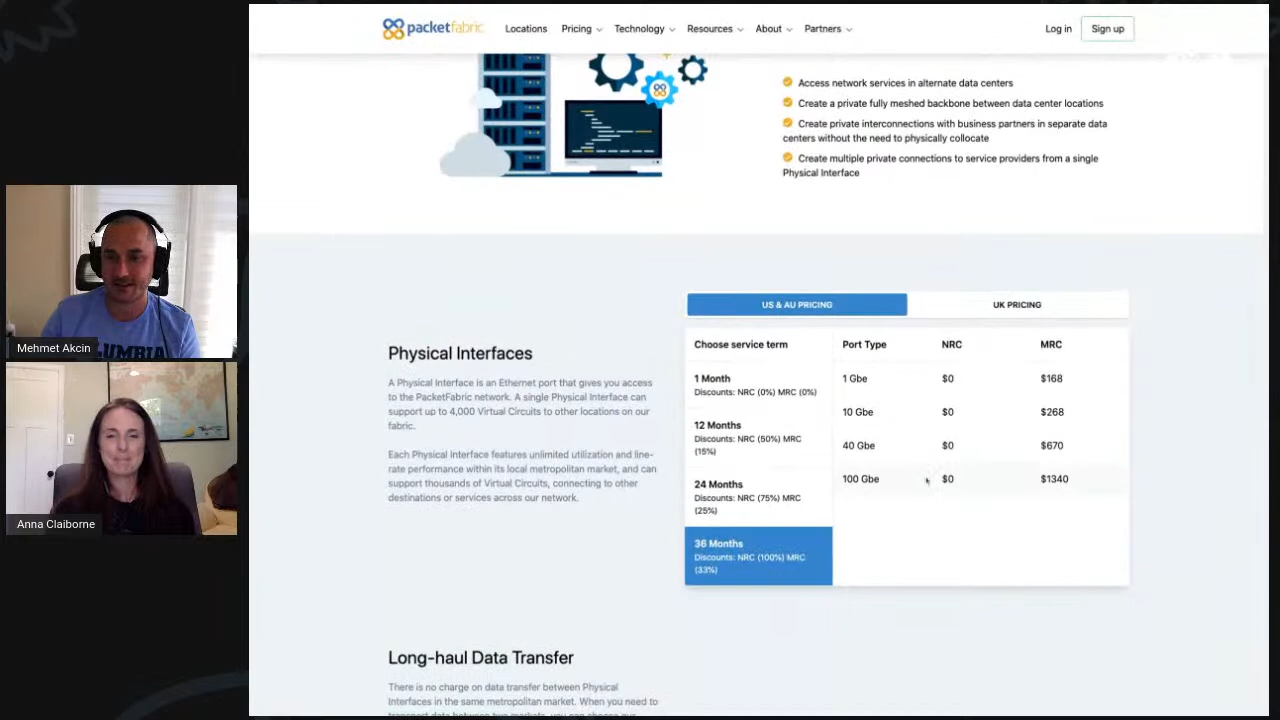 packetfabric
Locations
Pricing
Technology
Resources
About
Partners
Log in
Sign up
Access network services in alternate data centers
Create a private fully meshed backbone between data center locations
Create private interconnections with business partners in separate data
centers without the need to physically collocate
Create multiple private connections to service providers from a single
Physical Interface
Mehmet Akcin
Anna Claiborne
Physical Interfaces
A Physical Interface is an Ethernet port that gives you access
to the PacketFabric network. A single Physical Interface can
support up to 4,000 Virtual Circuits to other locations on our
fabric.
Each Physical Interface features unlimited utilization and line-
rate performance within its local metropolitan market, and can
support thousands of Virtual Circuits, connecting to other
destinations or services across our network.
US & AU PRICING
UK PRICING
Choose service term
1 Month
Discounts: NRC (0%) MRC (0%)
12 Months
Discounts: NRC (50%) MRC
(15%)
24 Months
Discounts: NRC (75%) MRC
(25%)
36 Months
Discounts: NRC (100%) MRC
(33%)
Port Type NRC MRC
1 Gbe $0 $168
10 Gbe $0 $268
40 Gbe $0 $670
100 Gbe $0 $1340
Long-haul Data Transfer
There is no charge on data transfer between Physical
Interfaces in the same metropolitan market. When you need to
transport data between two markets, you can choose our